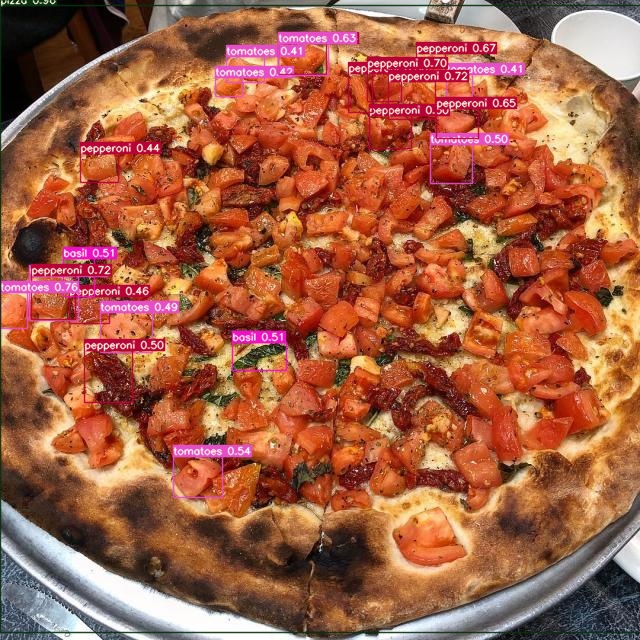 pizza 0.96
tomatoes 0.63
tomatoes 0.41
pepperoni 0.67
pepperoni 0.70
tomatoes 0.42
tomatoes 0.41
pepperoni 0.72
pepperoni 0.65
tomatoes 0.50
pepperoni 0.44
basil 0.51
pepperoni 0.72
tomatoes 0.76
pepperoni 0.46
tomatoes 0.49
basil 0.51
pepperoni 0.50
tomatoes 0.54